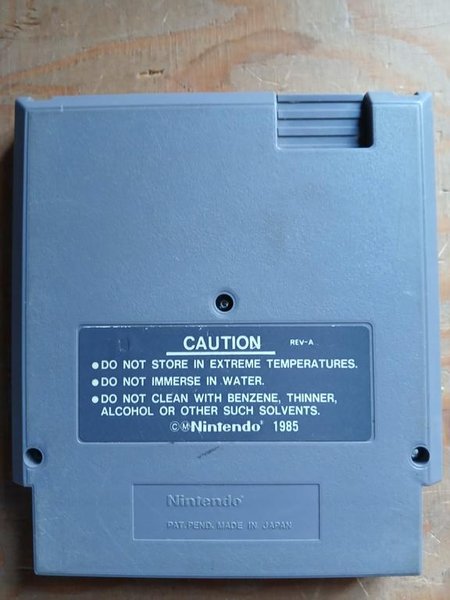 CAUTION REV-A
●DO NOT STORE IN EXTREME TEMPERATURES.
●DO NOT IMMERSE IN WATER.
●DO NOT CLEAN WITH BENZENE, THINNER,
ALCOHOL OR OTHER SUCH SOLVENTS.
ⒸⓂNintendo® 1985
Nintendo®
PAT. PEND. MADE IN JAPAN